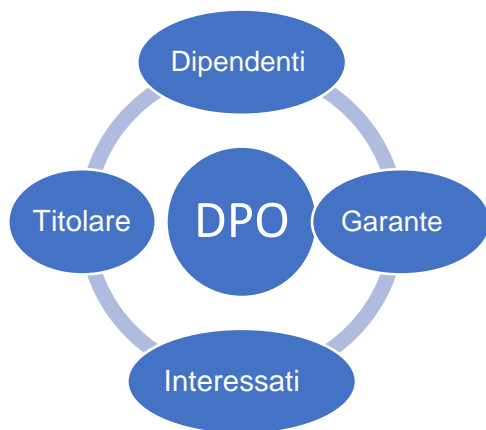 Dipendenti
Titolare
DPO
Garante
Interessati